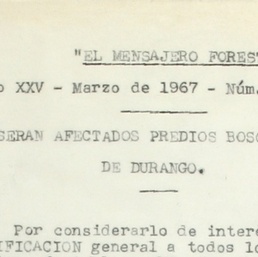 "EL MENSAJERO FOREST
o XXV - Marzo de 1967 - Núm.
SERAN AFECTADOS PREDIOS BOSC
DE DURANGO.
Por considerarlo de inter
IFICACION general a todos lo